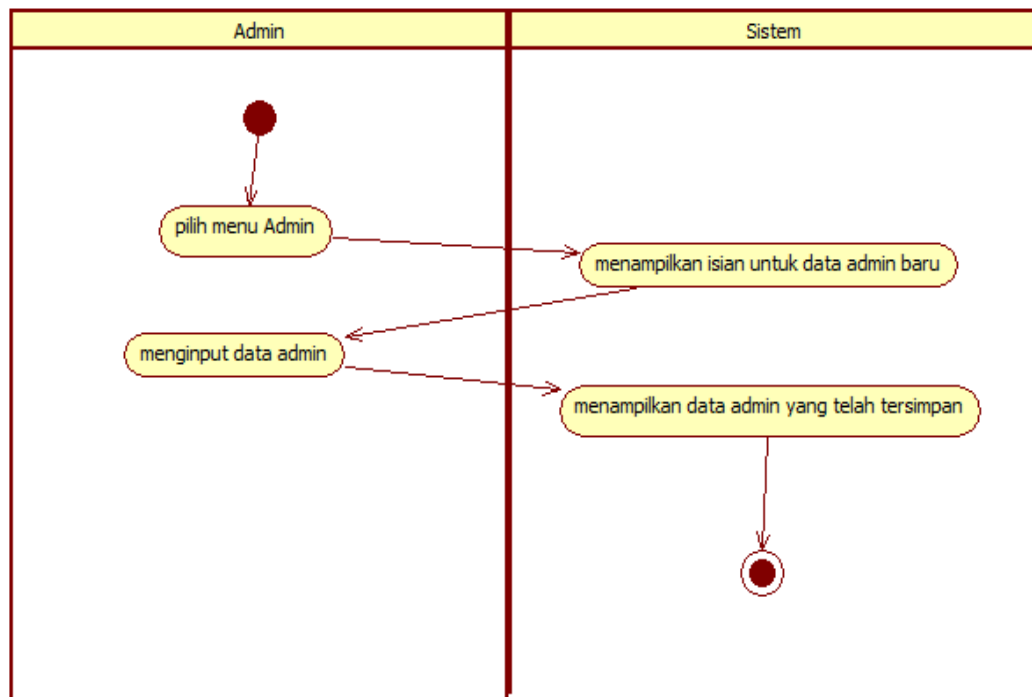 Admin
Sistem
pilih menu Admin
menampilkan isian untuk data admin baru
menginput data admin
menampilkan data admin yang telah tersimpan